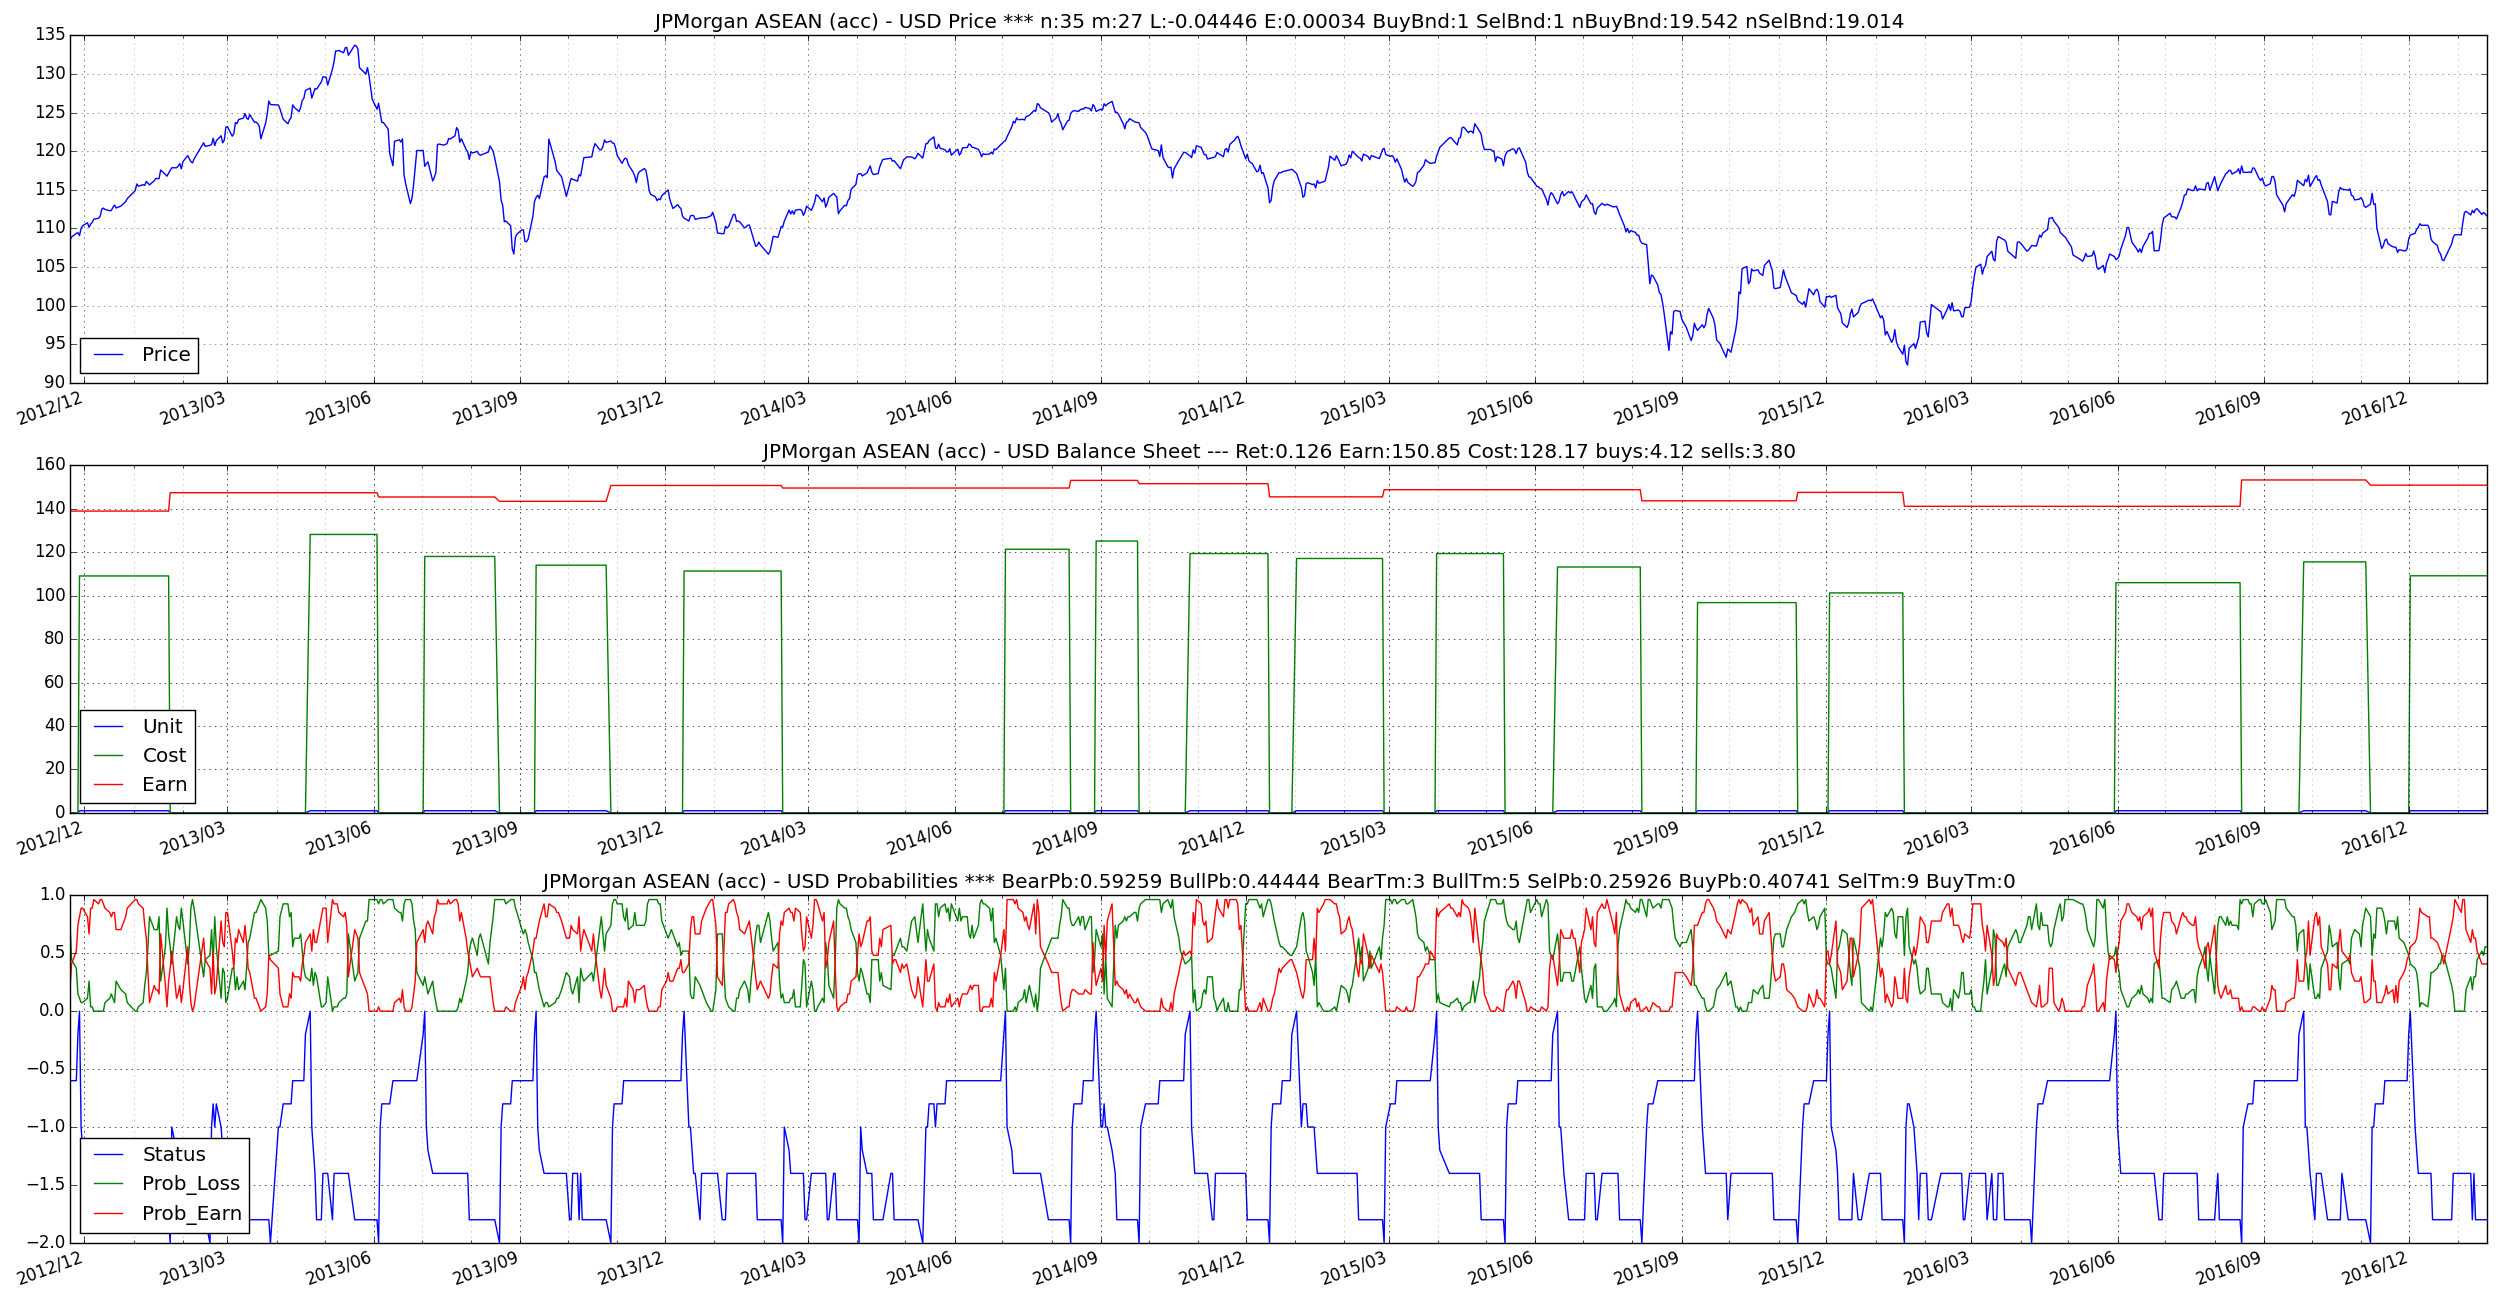 JPMorgan ASEAN (acc) - USD Price *** n:35 m:27 L:-0.04446 E:0.00034 BuyBnd:1 SelBnd:1 nBuyBnd:19.542 nSelBnd:19.014
135
130
125
120
115
110
105
100
95
90
Price
2012/12 2013/03 2013/06 2013/09 2013/12 2014/03 2014/06 2014/09 2014/12 2015/03 2015/06 2015/09 2015/12 2016/03 2016/06 2016/09 2016/12
JPMorgan ASEAN (acc) - USD Balance Sheet --- Ret:0.126 Earn:150.85 Cost:128.17 buys:4.12 sells:3.80
160
140
120
100
80
60
40
20
0
Unit
Cost
Earn
2012/12 2013/03 2013/06 2013/09 2013/12 2014/03 2014/06 2014/09 2014/12 2015/03 2015/06 2015/09 2015/12 2016/03 2016/06 2016/09 2016/12
JPMorgan ASEAN (acc) - USD Probabilities *** BearPb:0.59259 BullPb:0.44444 BearTm:3 BullTm:5 SelPb:0.25926 BuyPb:0.40741 SelTm:9 BuyTm:0
1.0
0.5
0.0
−0.5
−1.0
−1.5
−2.0
Status
Prob_Loss
Prob_Earn
2012/12 2013/03 2013/06 2013/09 2013/12 2014/03 2014/06 2014/09 2014/12 2015/03 2015/06 2015/09 2015/12 2016/03 2016/06 2016/09 2016/12